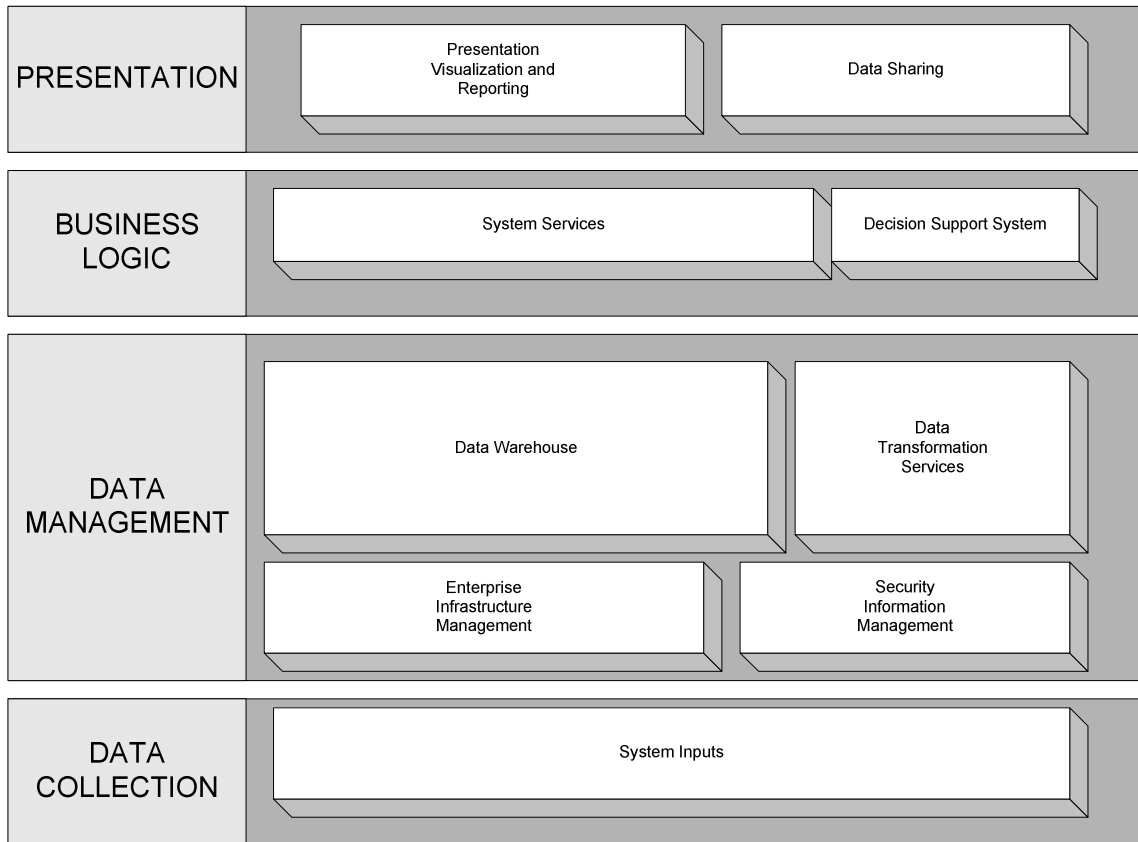 PRESENTATION
Presentation
Visualization and
Reporting
Data Sharing
BUSINESS
LOGIC
System Services
Decision Support System
DATA
MANAGEMENT
Data Warehouse
Data
Transformation
Services
Enterprise
Infrastructure
Management
Security
Information
Management
DATA
COLLECTION
System Inputs